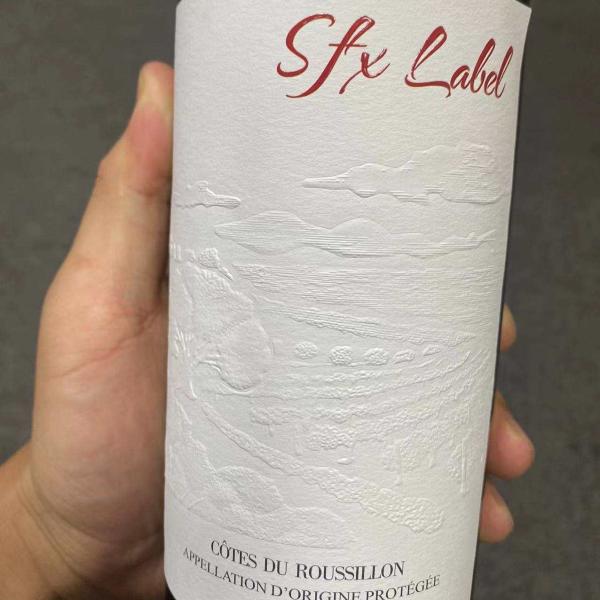 Sfx Label
CÔTES DU ROUSSILLON
APPELLATION D'ORIGINE PROTÉGÉE